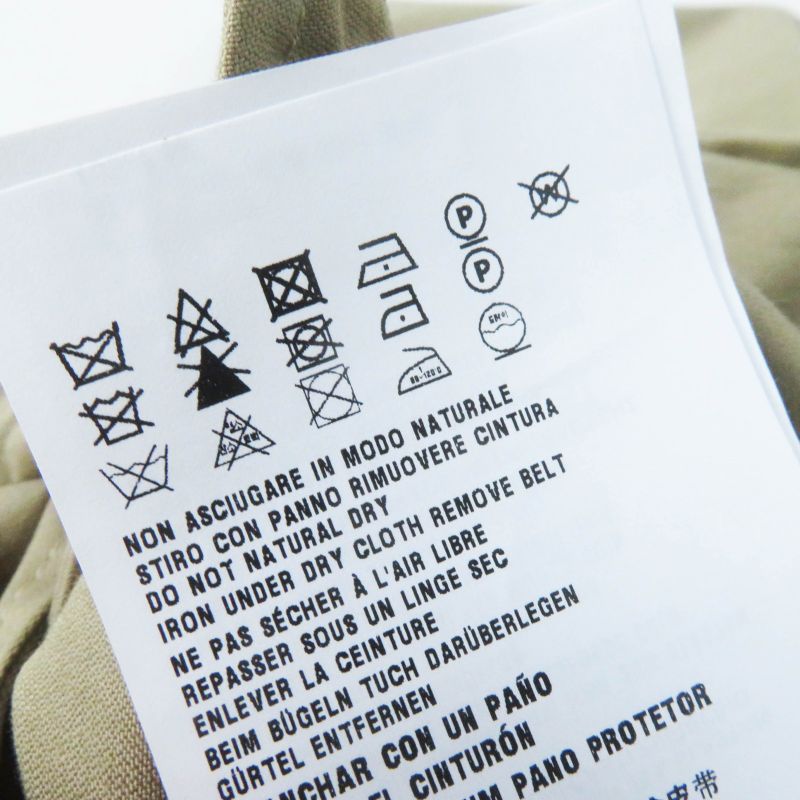 P
W
P
NON ASCIUGARE IN MODO NATURALE
STIRO CON PANNO RIMUOVERE CINTURA
DO NOT NATURAL DRY
IRON UNDER DRY CLOTH REMOVE BELT
NE PAS SÉCHER À L'AIR LIBRE
REPASSER SOUS UN LINGE SEC
ENLEVER LA CEINTURE
BEIM BÜGELN TUCH DARÜBERLEGEN
GÜRTEL ENTFERNEN
CON UN PAÑO
CINTURÓN
PANO PROTETOR
皮带